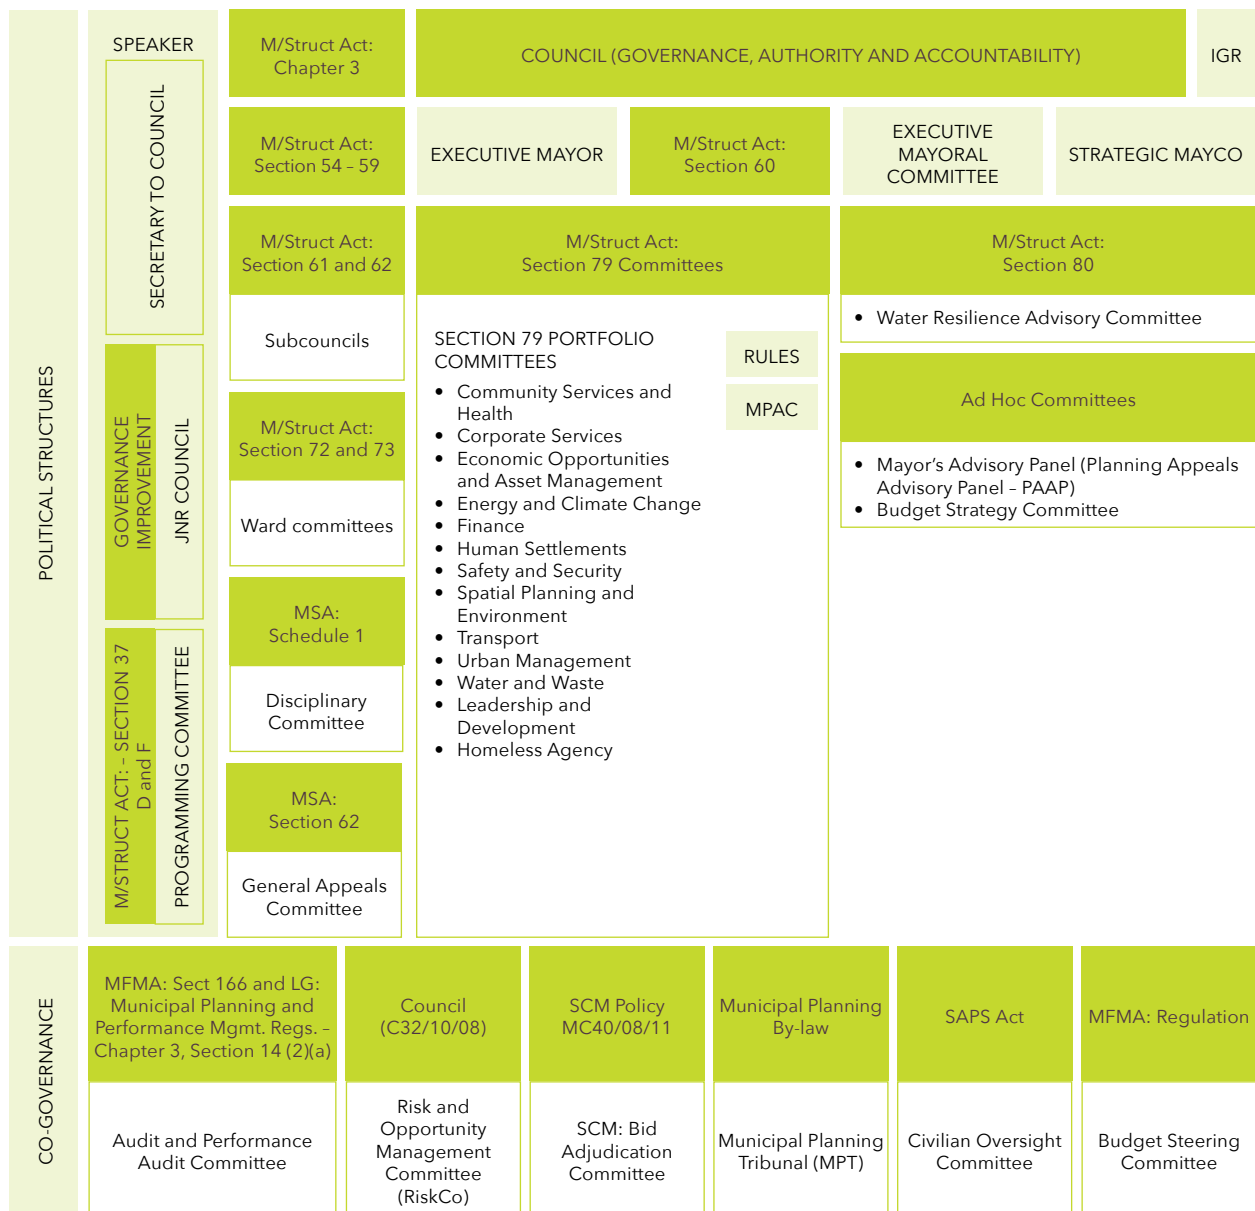 POLITICAL STRUCTURES
SPEAKER
SECRETARY TO COUNCIL
GOVERNANCE
IMPROVEMENT
JNR COUNCIL
M/STRUCT ACT: – SECTION 37
D and F
PROGRAMMING COMMITTEE
M/Struct Act:
Chapter 3
COUNCIL (GOVERNANCE, AUTHORITY AND ACCOUNTABILITY)
IGR
M/Struct Act:
Section 54 – 59
EXECUTIVE MAYOR
M/Struct Act:
Section 60
EXECUTIVE
MAYORAL
COMMITTEE
STRATEGIC MAYCO
M/Struct Act:
Section 61 and 62
Subcouncils
M/Struct Act:
Section 72 and 73
Ward committees
MSA:
Schedule 1
Disciplinary
Committee
MSA:
Section 62
General Appeals
Committee
M/Struct Act:
Section 79 Committees
SECTION 79 PORTFOLIO
COMMITTEES
• Community Services and
Health
• Corporate Services
• Economic Opportunities
and Asset Management
• Energy and Climate Change
• Finance
• Human Settlements
• Safety and Security
• Spatial Planning and
Environment
• Transport
• Urban Management
• Water and Waste
• Leadership and
Development
• Homeless Agency
RULES
MPAC
M/Struct Act:
Section 80
• Water Resilience Advisory Committee
Ad Hoc Committees
• Mayor’s Advisory Panel (Planning Appeals
Advisory Panel – PAAP)
• Budget Strategy Committee
CO-GOVERNANCE
MFMA: Sect 166 and LG:
Municipal Planning and
Performance Mgmt. Regs. –
Chapter 3, Section 14 (2)(a)
Audit and Performance
Audit Committee
Council
(C32/10/08)
Risk and
Opportunity
Management
Committee
(RiskCo)
SCM Policy
MC40/08/11
SCM: Bid
Adjudication
Committee
Municipal Planning
By-law
Municipal Planning
Tribunal (MPT)
SAPS Act
Civilian Oversight
Committee
MFMA: Regulation
Budget Steering
Committee